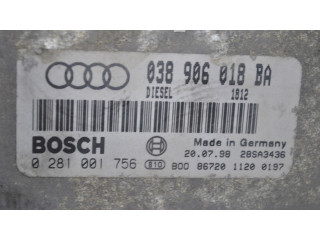 038 906 018 BA
DIESEL 1812
BOSCH
Made in Germany
0 281 001 756
20.07.98 28SA3436
B10 BOO 86720 1120 0197